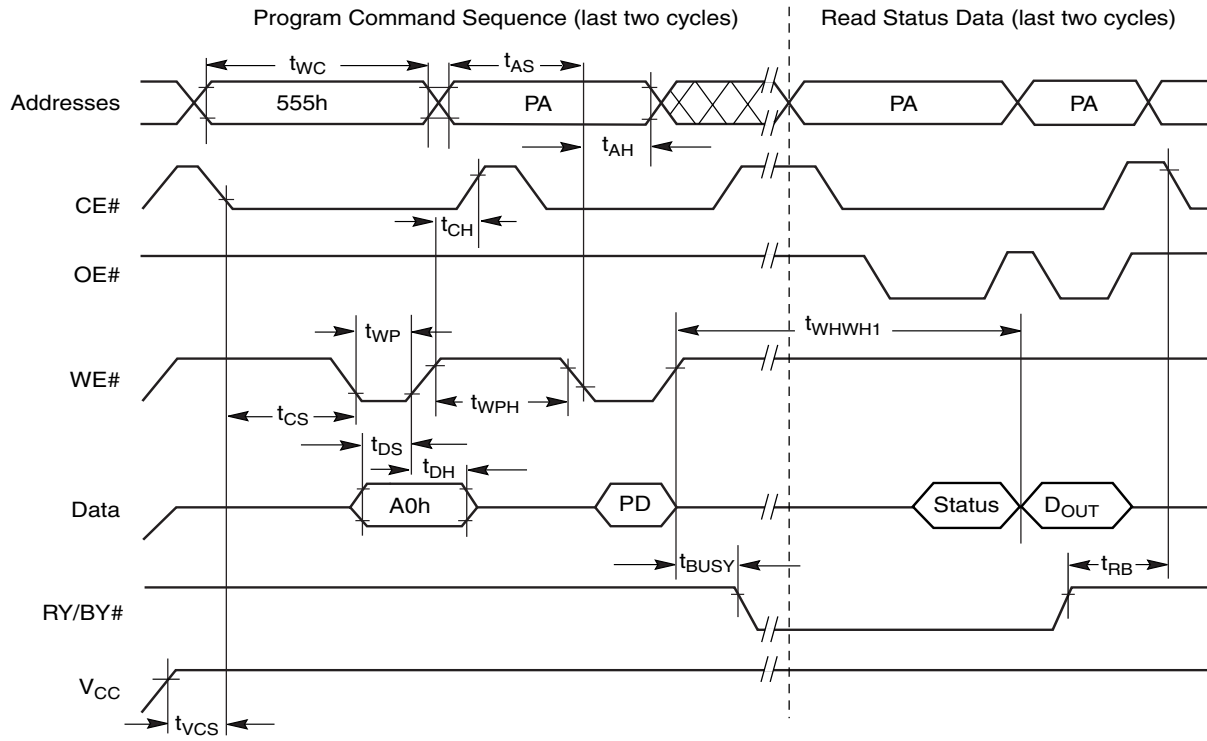 Program Command Sequence (last two cycles) Read Status Data (last two cycles)
tWC tAS
Addresses 555h PA PA PA
tAH
CE#
tCH
OE#
tWP tWHWH1
WE#
tCS tWPH
tDS
tDH
Data A0h PD Status DOUT
tBUSY tRB
RY/BY#
VCC
tVCS